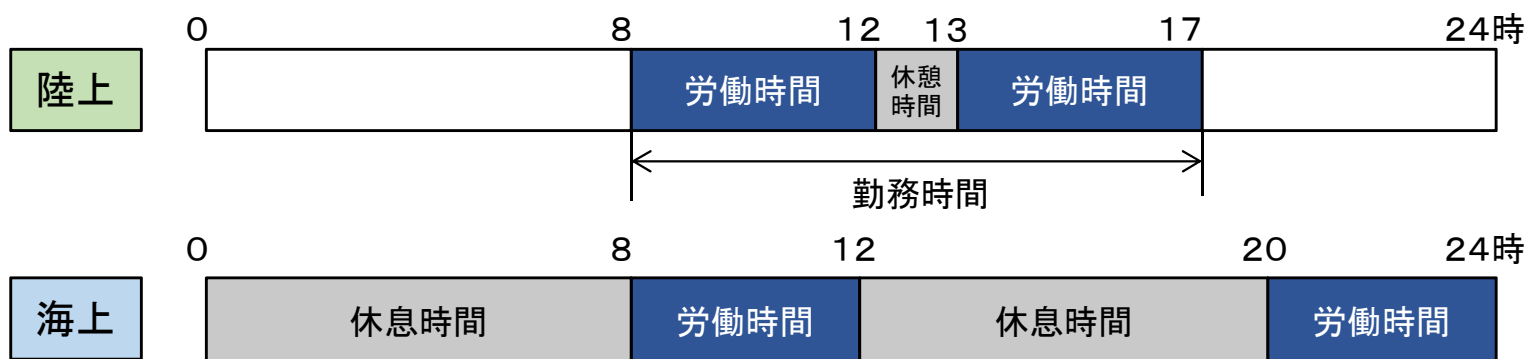 0 8 12 13 17 24時
陸上 労働時間 休憩 労働時間
時間
勤務時間
0 8 12 20 24時
海上 休息時間 労働時間 休息時間 労働時間